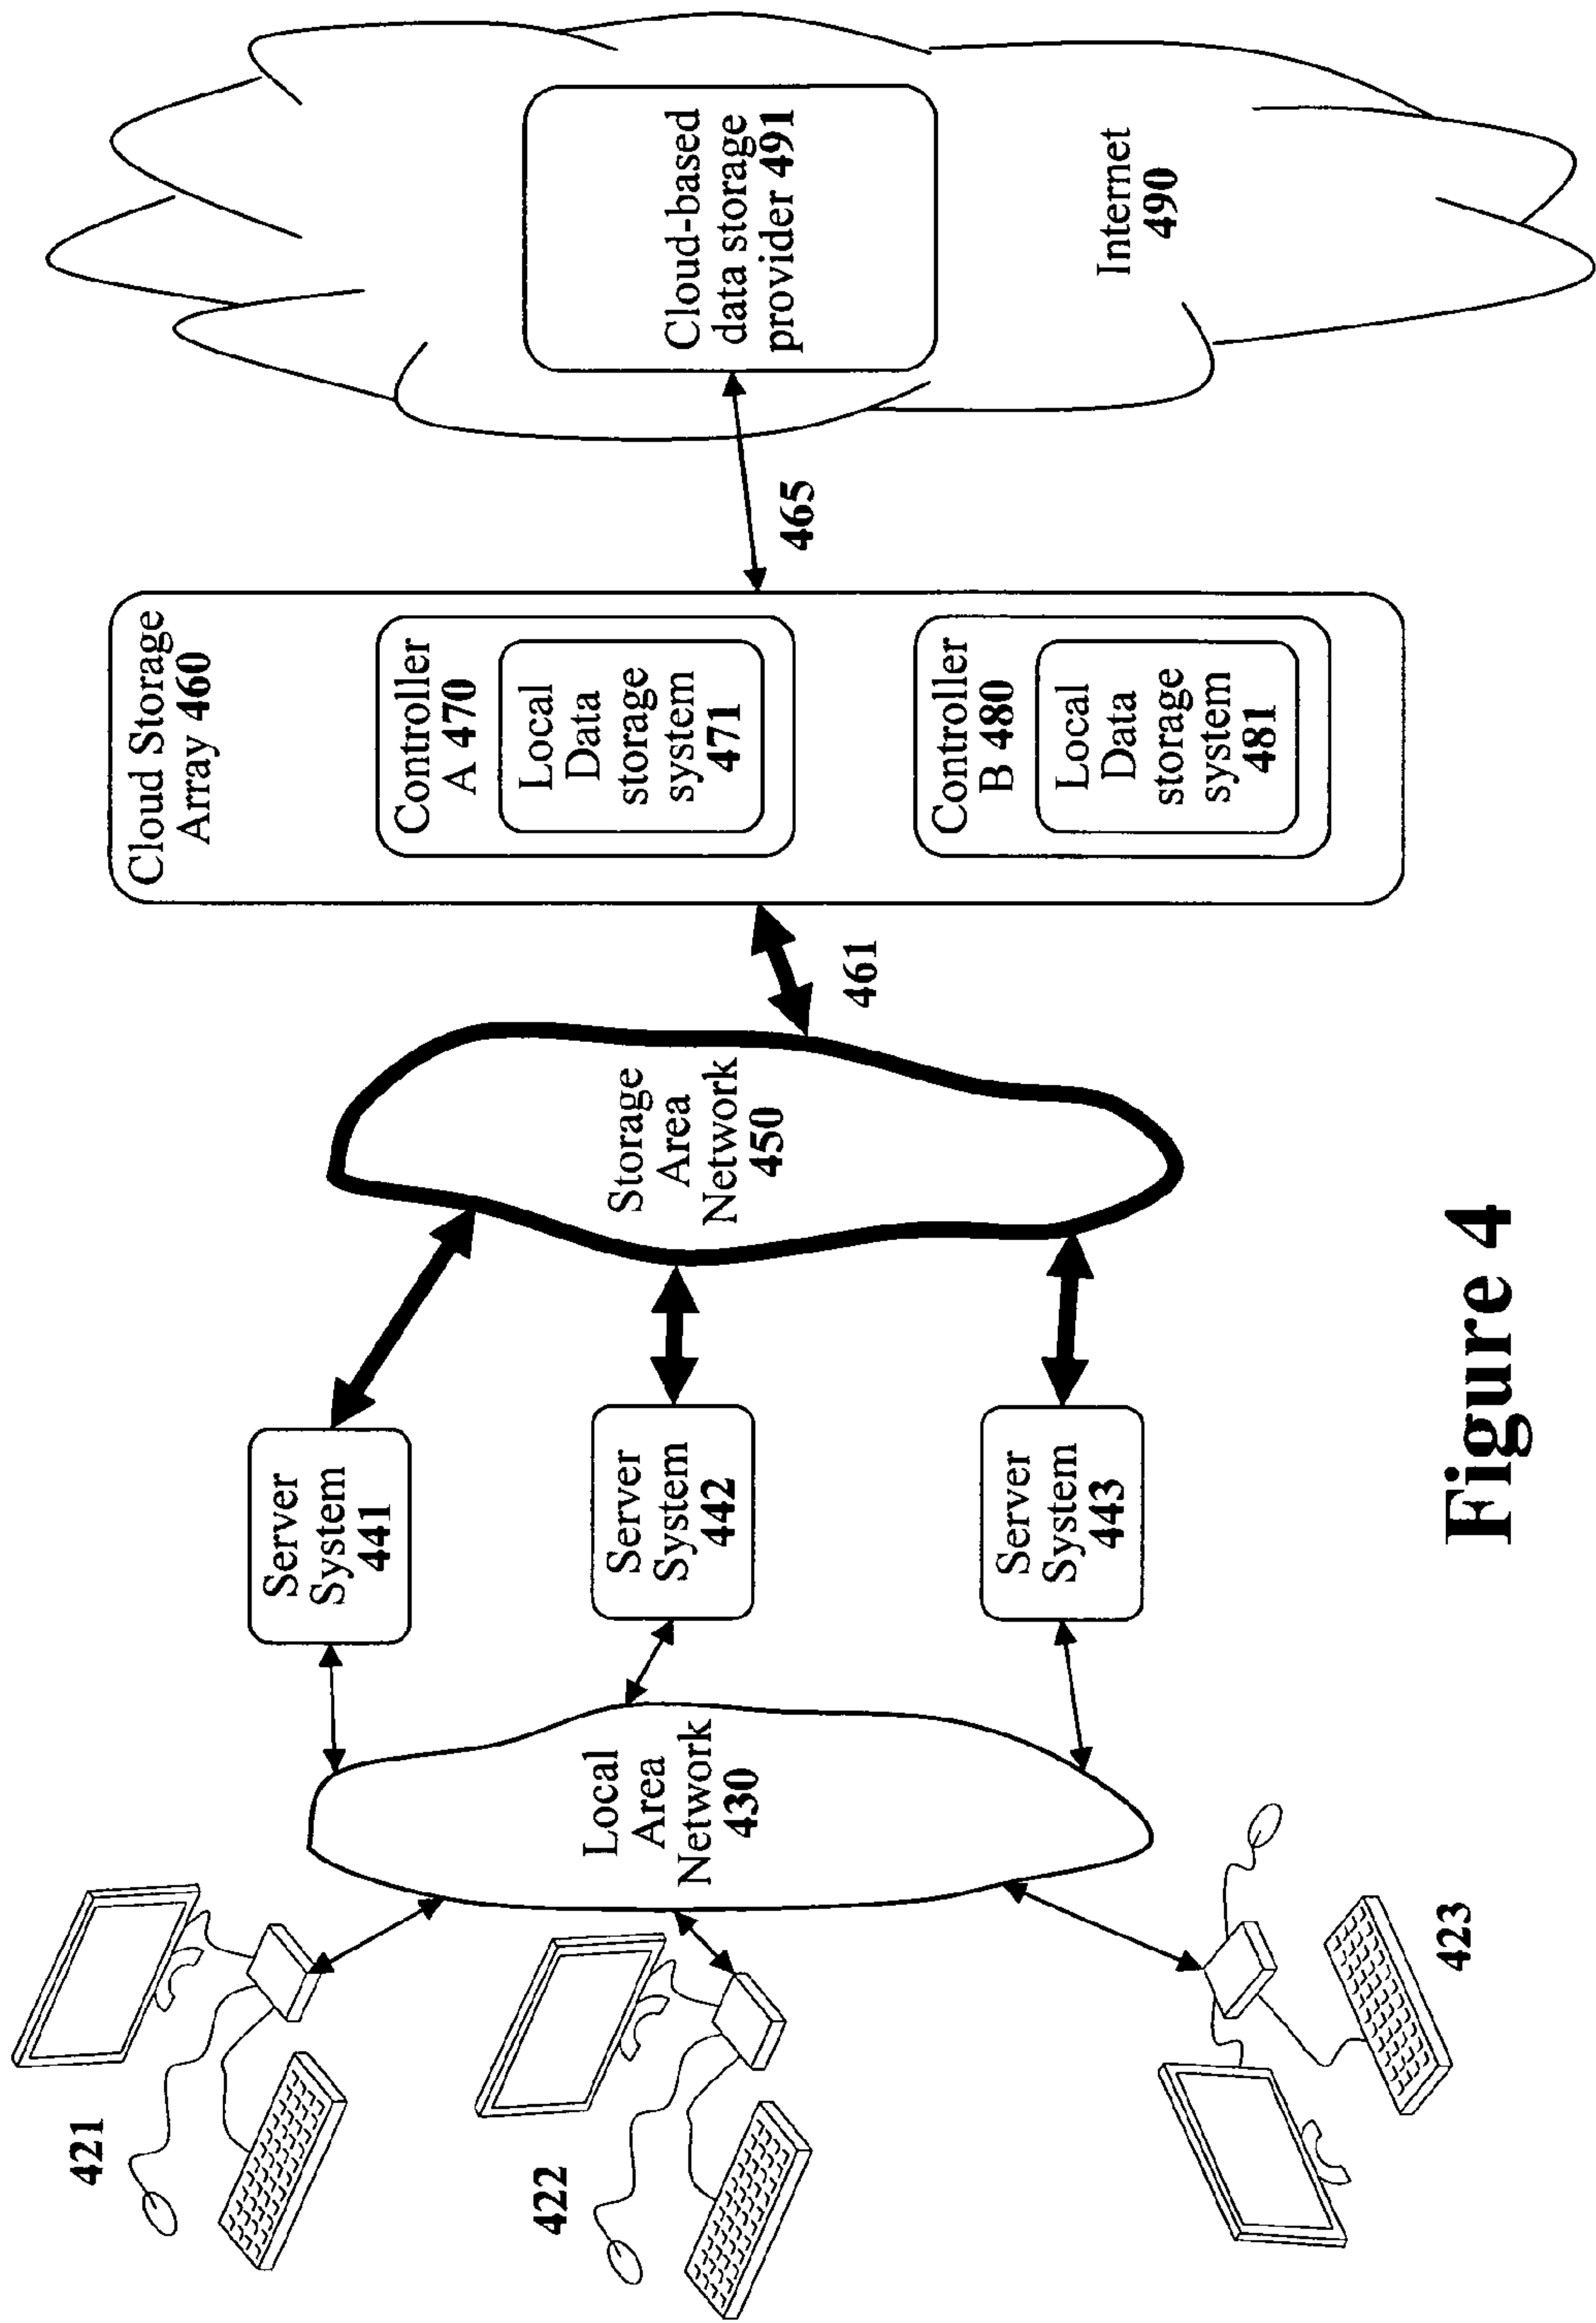 421
422
423
Local
Area
Network
430
Server
System
441
Server
System
442
Server
System
443
Storage
Area
Network
450
461
Cloud Storage
Array 460
Controller
A 470
Local
Data
storage
system
471
Controller
B 480
Local
Data
storage
system
481
465
Cloud-based
data storage
provider 491
Internet
490
Figure 4